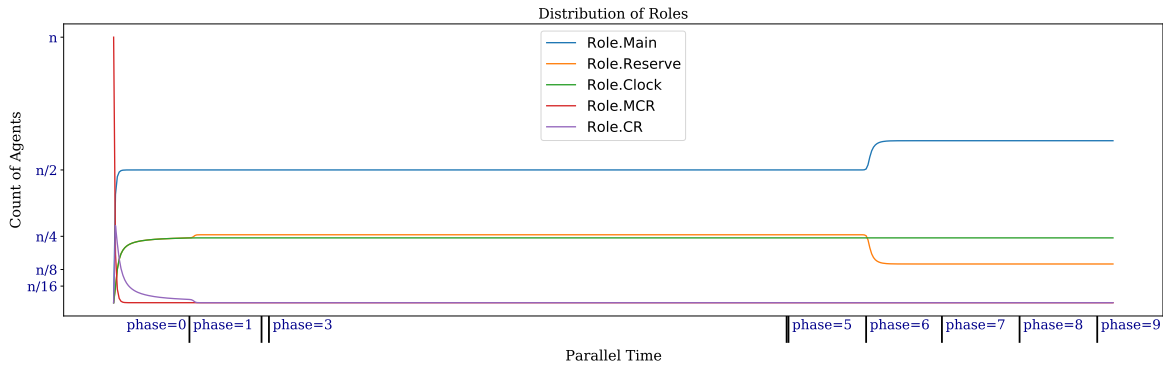 Distribution of Roles
Count of Agents
n
n/2
n/4
n/8
n/16
Role.Main
Role.Reserve
Role.Clock
Role.MCR
Role.CR
phase=0 phase=1 phase=3 phase=5 phase=6 phase=7 phase=8 phase=9
Parallel Time